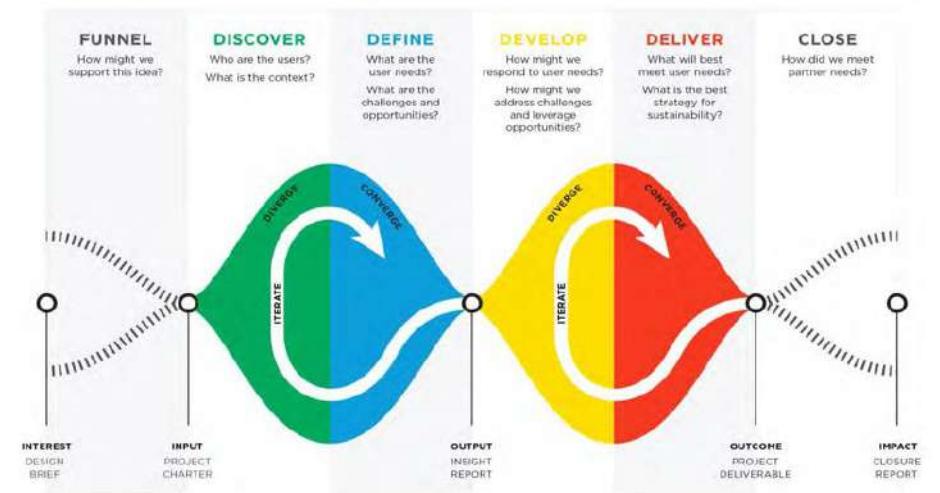 FUNNEL
How might we
support this idea?
DISCOVER
Who are the users?
What is the context?
DEFINE
What are the
user needs?
What are the
challenges and
opportunities?
DEVELOP
How might we
respond to user needs?
How might we
address challenges
and leverage
opportunities?
DELIVER
What will best
meet user needs?
What is the best
strategy for
sustainability?
CLOSE
How did we meet
partner needs?
DIVERGE
CONVERGE
ITERATE
DIVERGE
CONVERGE
ITERATE
INTEREST
DESIGN
BRIEF
INPUT
PROJECT
CHARTER
OUTPUT
INSIGHT
REPORT
OUTCOME
PROJECT
DELIVERABLE
IMPACT
CLOSURE
REPORT